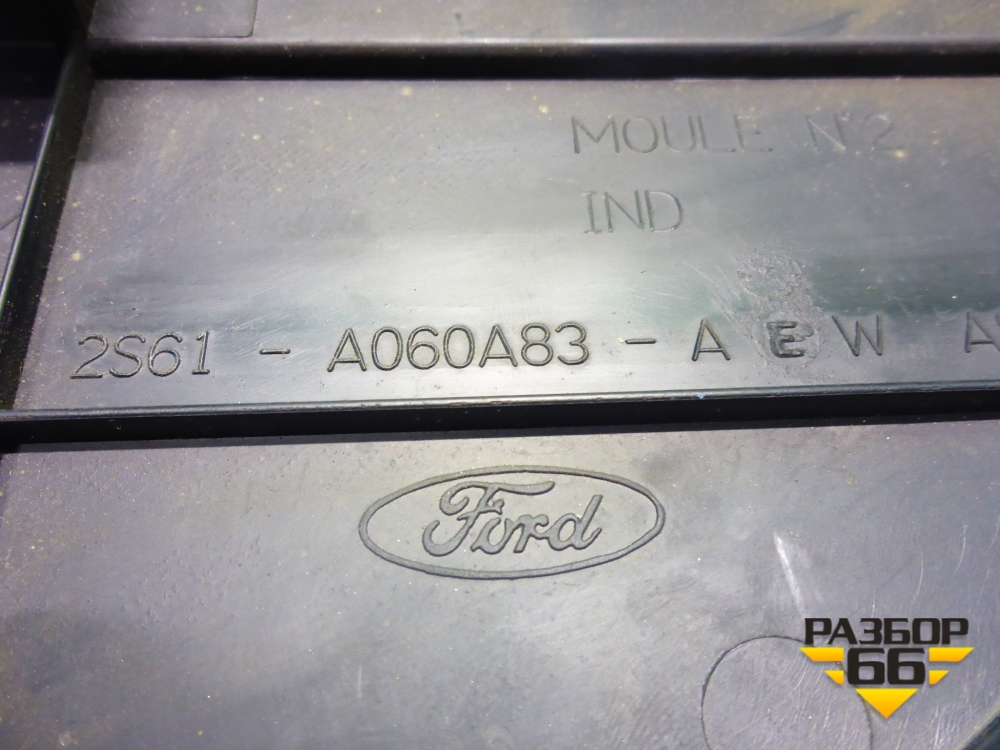 MOULE N°2
IND
2S61 - A060A83 - A E W A
Ford
РАЗБОР
66